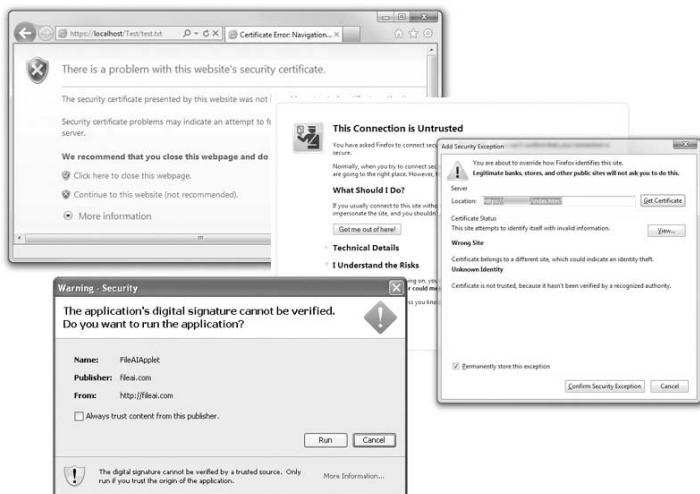 https://localhost/Test/test.txt
Certificate Error: Navigation...
There is a problem with this website's security certificate.
The security certificate presented by this website was not
Security certificate problems may indicate an attempt to
server.
We recommend that you close this webpage and do
Click here to close this webpage.
Continue to this website (not recommended).
More information
This Connection is Untrusted
You have asked Firefox to connect
secure.
Normally, when you try to connect
are going to the right place. However,
What Should I Do?
If you usually connect to this site
impersonate the site, and you
Get me out of here!
Technical Details
I Understand the Risks
Add Security Exception
You are about to override how Firefox identifies this site.
Legitimate banks, stores, and other public sites will not ask you to do this.
Server
Location:
Get Certificate
Certificate Status
This site attempts to identify itself with invalid information.
View...
Wrong Site
Certificate belongs to a different site, which could indicate an identity theft.
Unknown Identity
Certificate is not trusted, because it hasn't been verified by a recognized authority.
Permanently store this exception
Confirm Security Exception
Cancel
Warning - Security
The application's digital signature cannot be verified.
Do you want to run the application?
Name: FileAIApplet
Publisher: fileai.com
From: http://fileai.com
Always trust content from this publisher.
Run
Cancel
The digital signature cannot be verified by a trusted source. Only
run if you trust the origin of the application.
More Information...